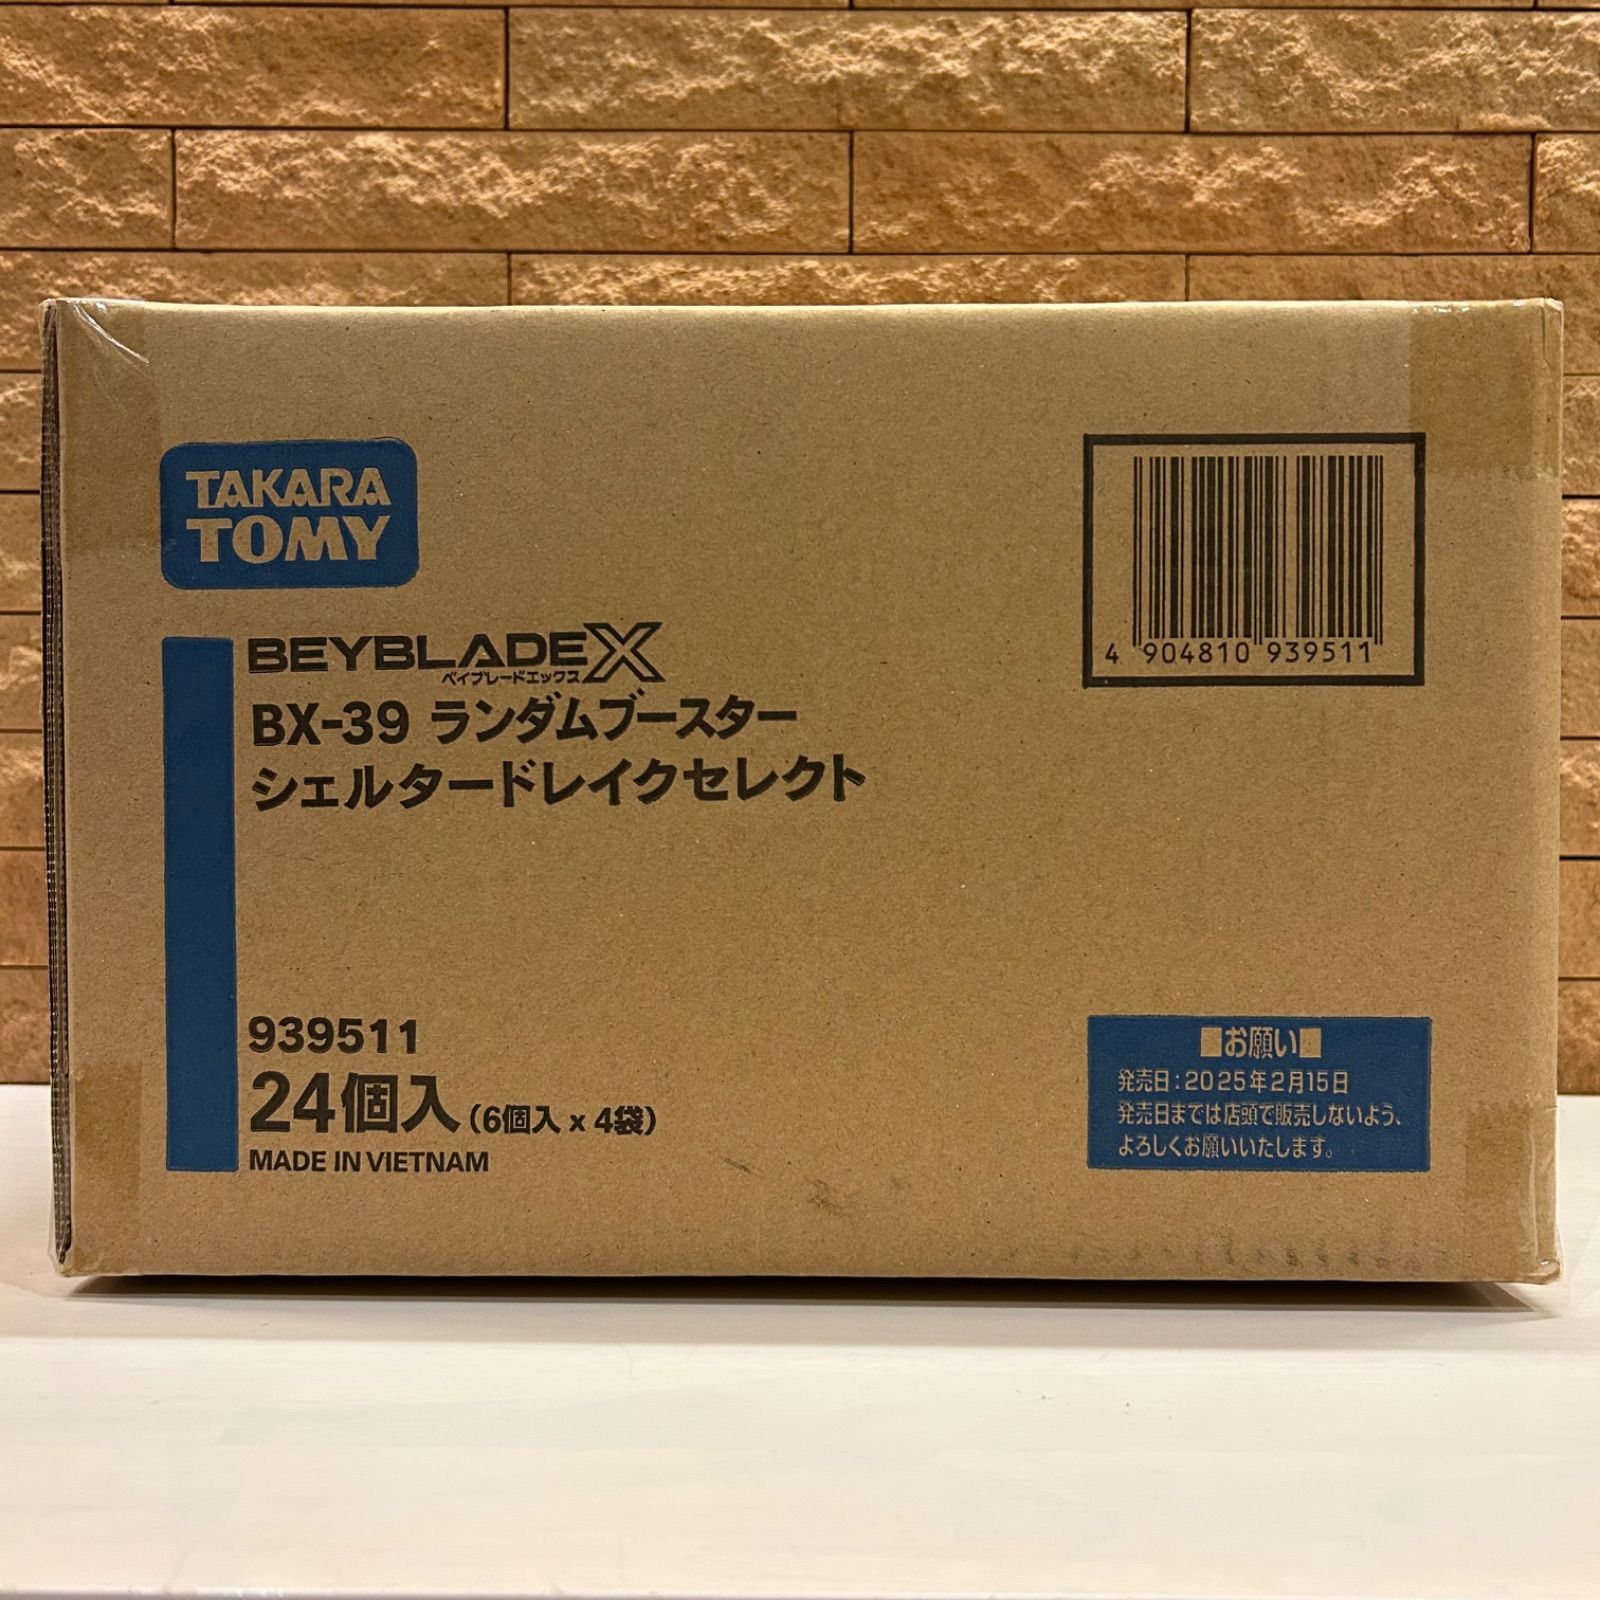 TAKARA
TOMY
BEYBLADE X
ベイブレードエックス
BX-39 ランダムブースター
シェルタードレイクセレクト
4 904810 939511
939511
24個入(6個入 x 4袋)
MADE IN VIETNAM
■お願い■
発売日:2025年2月15日
発売日までは店頭で販売しないよう、
よろしくお願いいたします。